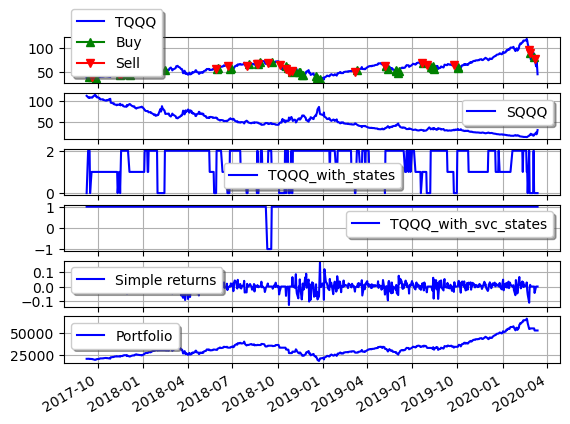 TQQQ
Buy
Sell
100
50
SQQQ
100
50
TQQQ_with_states
2
0
TQQQ_with_svc_states
1
0
−1
Simple returns
0.1
0.0
−0.1
Portfolio
50000
25000
2017-10 2018-01 2018-04 2018-07 2018-10 2019-01 2019-04 2019-07 2019-10 2020-01 2020-04